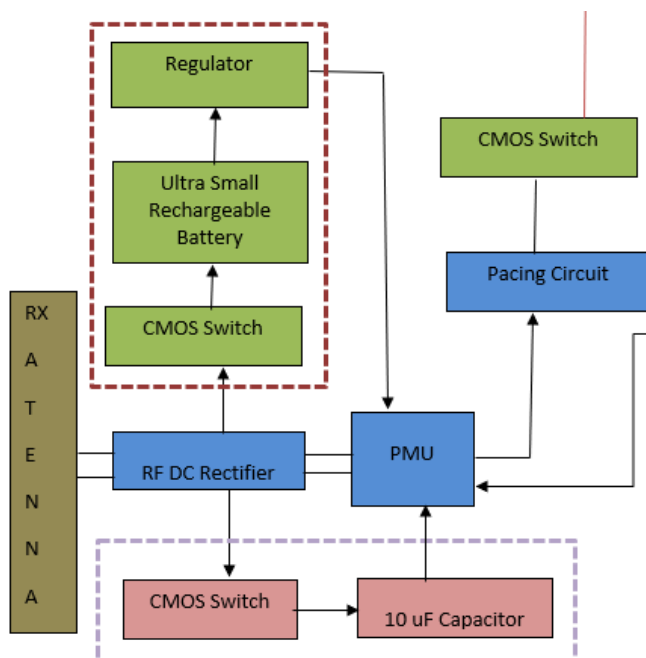 Regulator
CMOS Switch
Ultra Small
Rechargeable
Battery
Pacing Circuit
CMOS Switch
RX
A
T
E
N
N
A
RF DC Rectifier
PMU
CMOS Switch
10 uF Capacitor